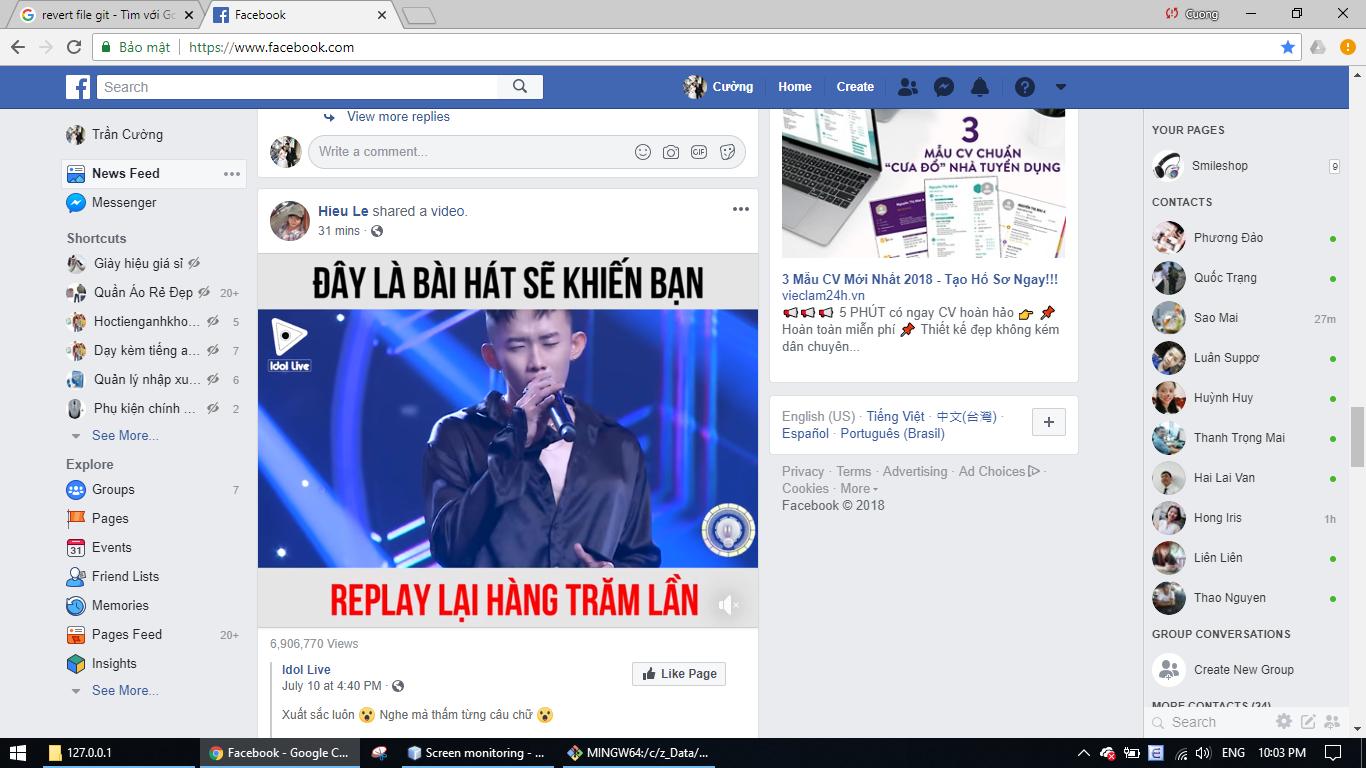 revert file git - Tìm với Go
Facebook
Cuong
Bảo mật
https://www.facebook.com
Search
Cường
Home
Create
Trần Cường
News Feed
Messenger
Shortcuts
Giày hiệu giá sỉ
Quần Áo Rẻ Đẹp 20+
Hoctienganhkho... 5
Dạy kèm tiếng a... 7
Quản lý nhập xu... 6
Phụ kiện chính ... 2
See More...
Explore
Groups 7
Pages
31 Events
Friend Lists
Memories
Pages Feed 20+
Insights
See More...
View more replies
Write a comment...
GIF
Hieu Le shared a video.
31 mins ·
ĐÂY LÀ BÀI HÁT SẼ KHIẾN BẠN
Idol Live
REPLAY LẠI HÀNG TRĂM LẦN
6,906,770 Views
Idol Live
July 10 at 4:40 PM ·
Like Page
Xuất sắc luôn 😮 Nghe mà thấm từng câu chữ 😮
3
MẪU CV CHUẨN
“CƯA ĐỔ” NHÀ TUYỂN DỤNG
3 Mẫu CV Mới Nhất 2018 - Tạo Hồ Sơ Ngay!!!
vieclam24h.vn
📢📢📢 5 PHÚT có ngay CV hoàn hảo 👉 📌
Hoàn toàn miễn phí 📌 Thiết kế đẹp không kém
dân chuyên...
English (US) · Tiếng Việt · 中文(台灣) ·
Español · Português (Brasil)
Privacy · Terms · Advertising · Ad Choices ·
Cookies · More
Facebook © 2018
YOUR PAGES
Smileshop 9
CONTACTS
Phương Đảo
Quốc Trạng
Sao Mai 27m
Luân Suppơ
Huỳnh Huy
Thanh Trọng Mai
Hai Lai Van
Hong Iris 1h
Liên Liên
Thao Nguyen
GROUP CONVERSATIONS
Create New Group
MORE CONTACTS (24)
Search
127.0.0.1
Facebook - Google C...
Screen monitoring - ...
MINGW64:/c/z_Data/...
ENG
10:03 PM